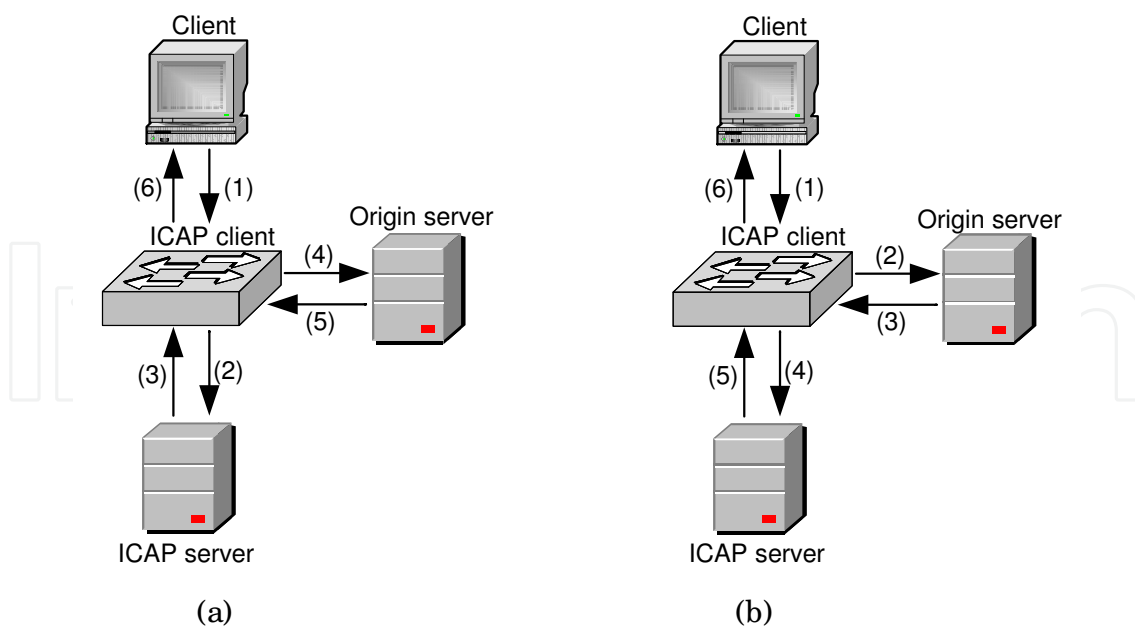 Client
(6)
(1)
ICAP client
Origin server
(4)
(5)
(3)
(2)
ICAP server
(a)
Client
(6)
(1)
ICAP client
Origin server
(2)
(3)
(5)
(4)
ICAP server
(b)